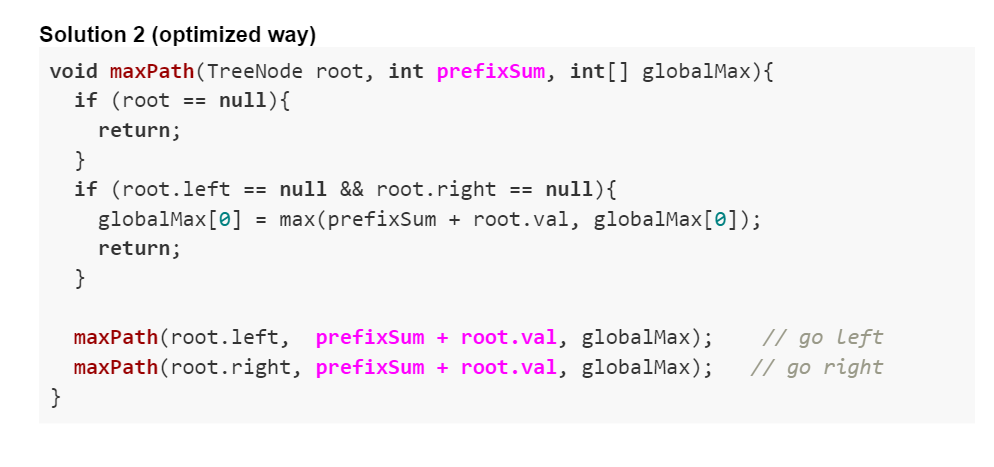 Solution 2 (optimized way)
void maxPath(TreeNode root, int prefixSum, int[] globalMax){
  if (root == null){
    return;
  }
  if (root.left == null && root.right == null){
    globalMax[0] = max(prefixSum + root.val, globalMax[0]);
    return;
  }

  maxPath(root.left,  prefixSum + root.val, globalMax);    // go left
  maxPath(root.right, prefixSum + root.val, globalMax);   // go right
}